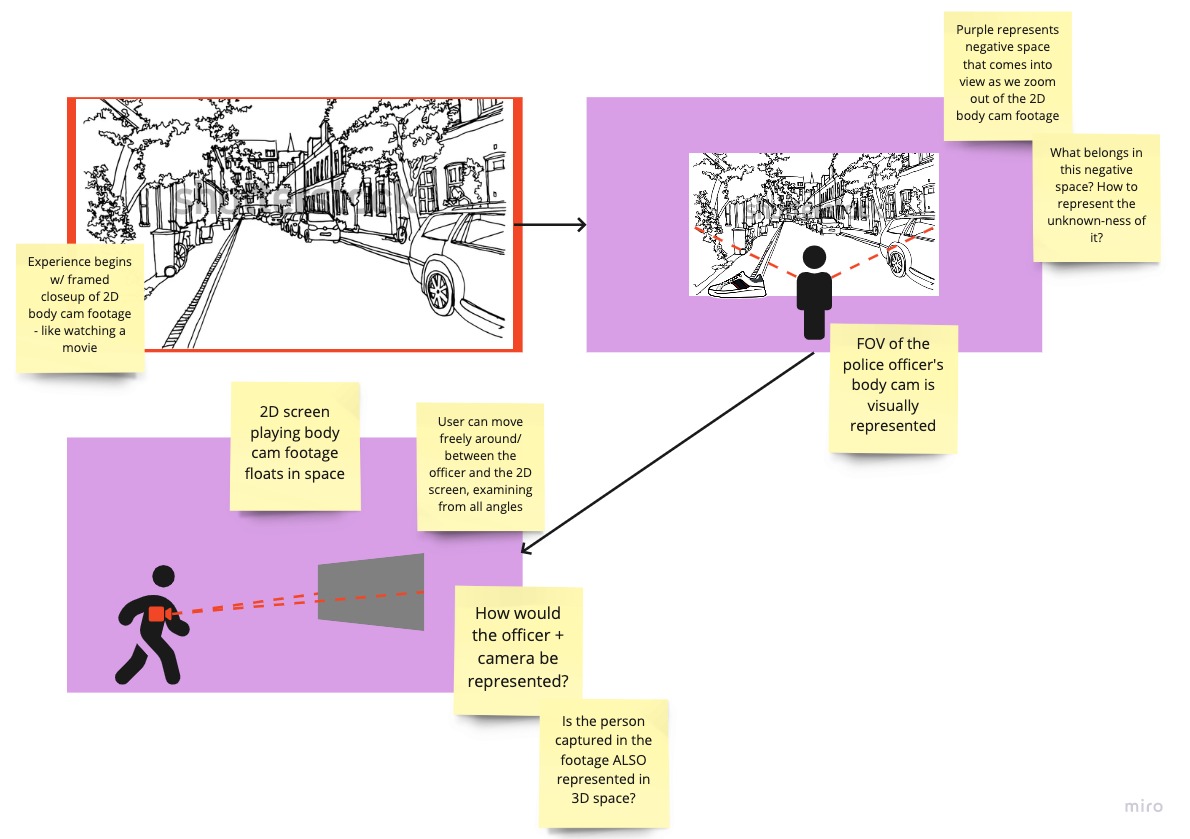 Purple represents
negative space
that comes into
view as we zoom
out of the 2D
body cam footage
What belongs in
this negative
space? How to
represent the
unknown-ness of
it?
Experience begins
w/ framed
closeup of 2D
body cam footage
- like watching a
movie
FOV of the
police officer's
body cam is
visually
represented
2D screen
playing body
cam footage
floats in space
User can move
freely around/
between the
officer and the 2D
screen, examining
from all angles
How would
the officer +
camera be
represented?
Is the person
captured in the
footage ALSO
represented in
3D space?
miro